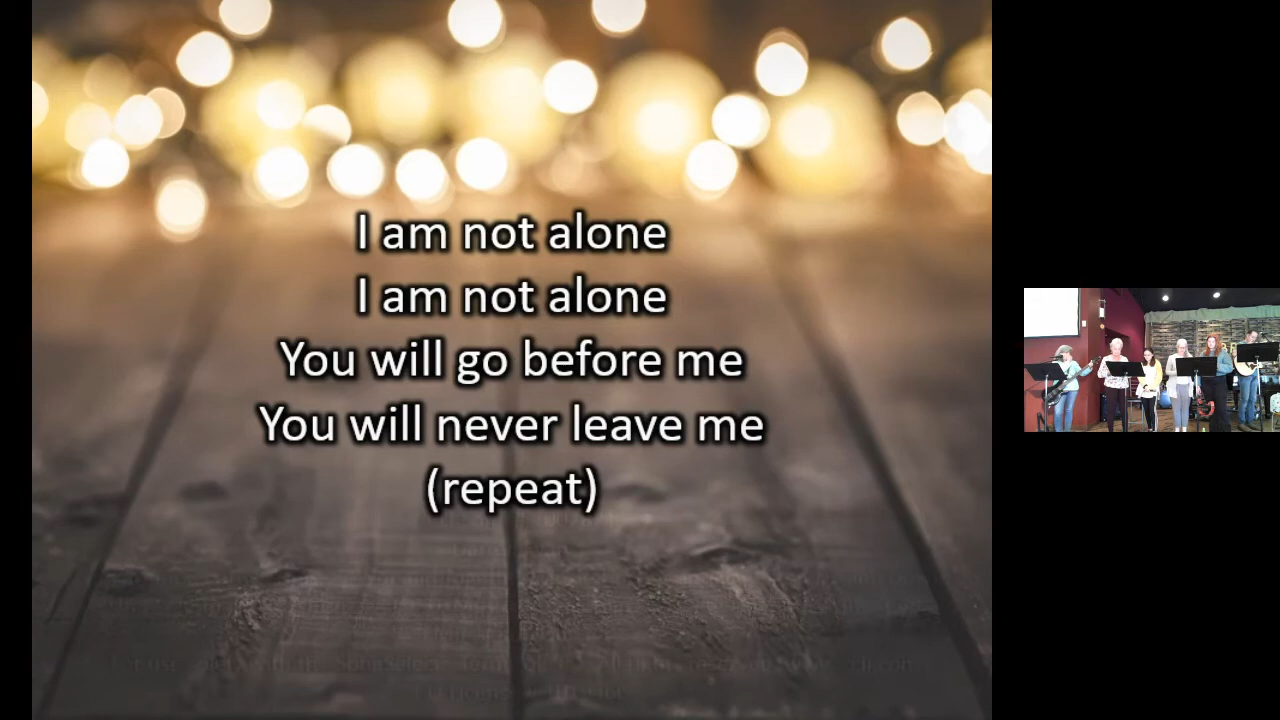 I am not alone
I am not alone
You will go before me
You will never leave me
(repeat)